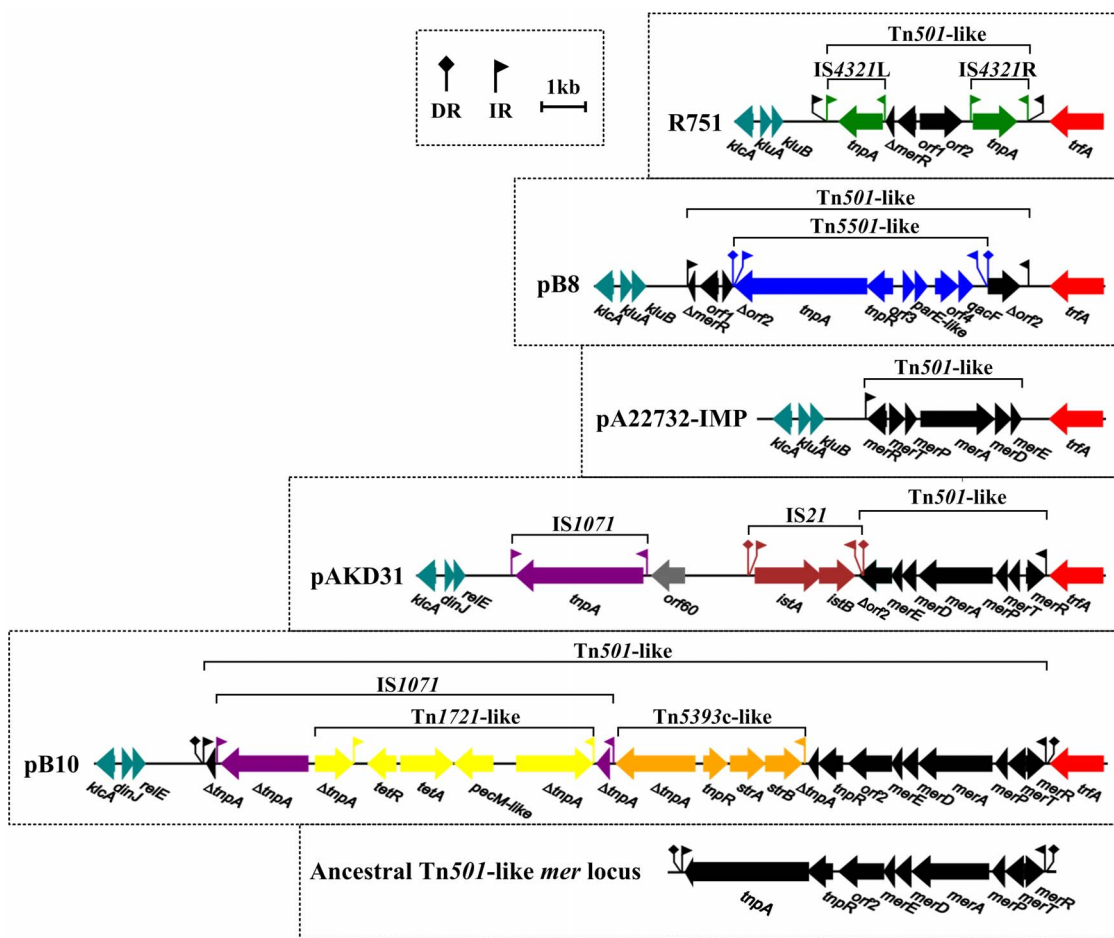 Tn501-like
IS4321L IS4321R
DR IR 1kb
R751
klcA kluA kluB tnpA ΔmerR orf1 orf2 tnpA trfA
Tn501-like
Tn5501-like
pB8
klcA kluA kluB ΔmerR orf1 Δorf2 tnpA tnpR orf3 parE-like orf4 qacF Δorf2 trfA
Tn501-like
pA22732-IMP
klcA kluA kluB merR merT merP merA merD merE trfA
Tn501-like
IS1071 IS21
pAKD31
klcA dinJ relE tnpA orf60 istA istB Δorf2 merE merD merA merP merT merR trfA
Tn501-like
IS1071
Tn1721-like Tn5393c-like
pB10
klcA dinJ relE ΔtnpA ΔtnpA ΔtnpA tetR tetA pecM-like ΔtnpA ΔtnpA ΔtnpA tnpR strA strB ΔtnpA tnpR orf2 merE merD merA merP merT merR trfA
Ancestral Tn501-like mer locus
tnpA tnpR orf2 merE merD merA merP merT merR